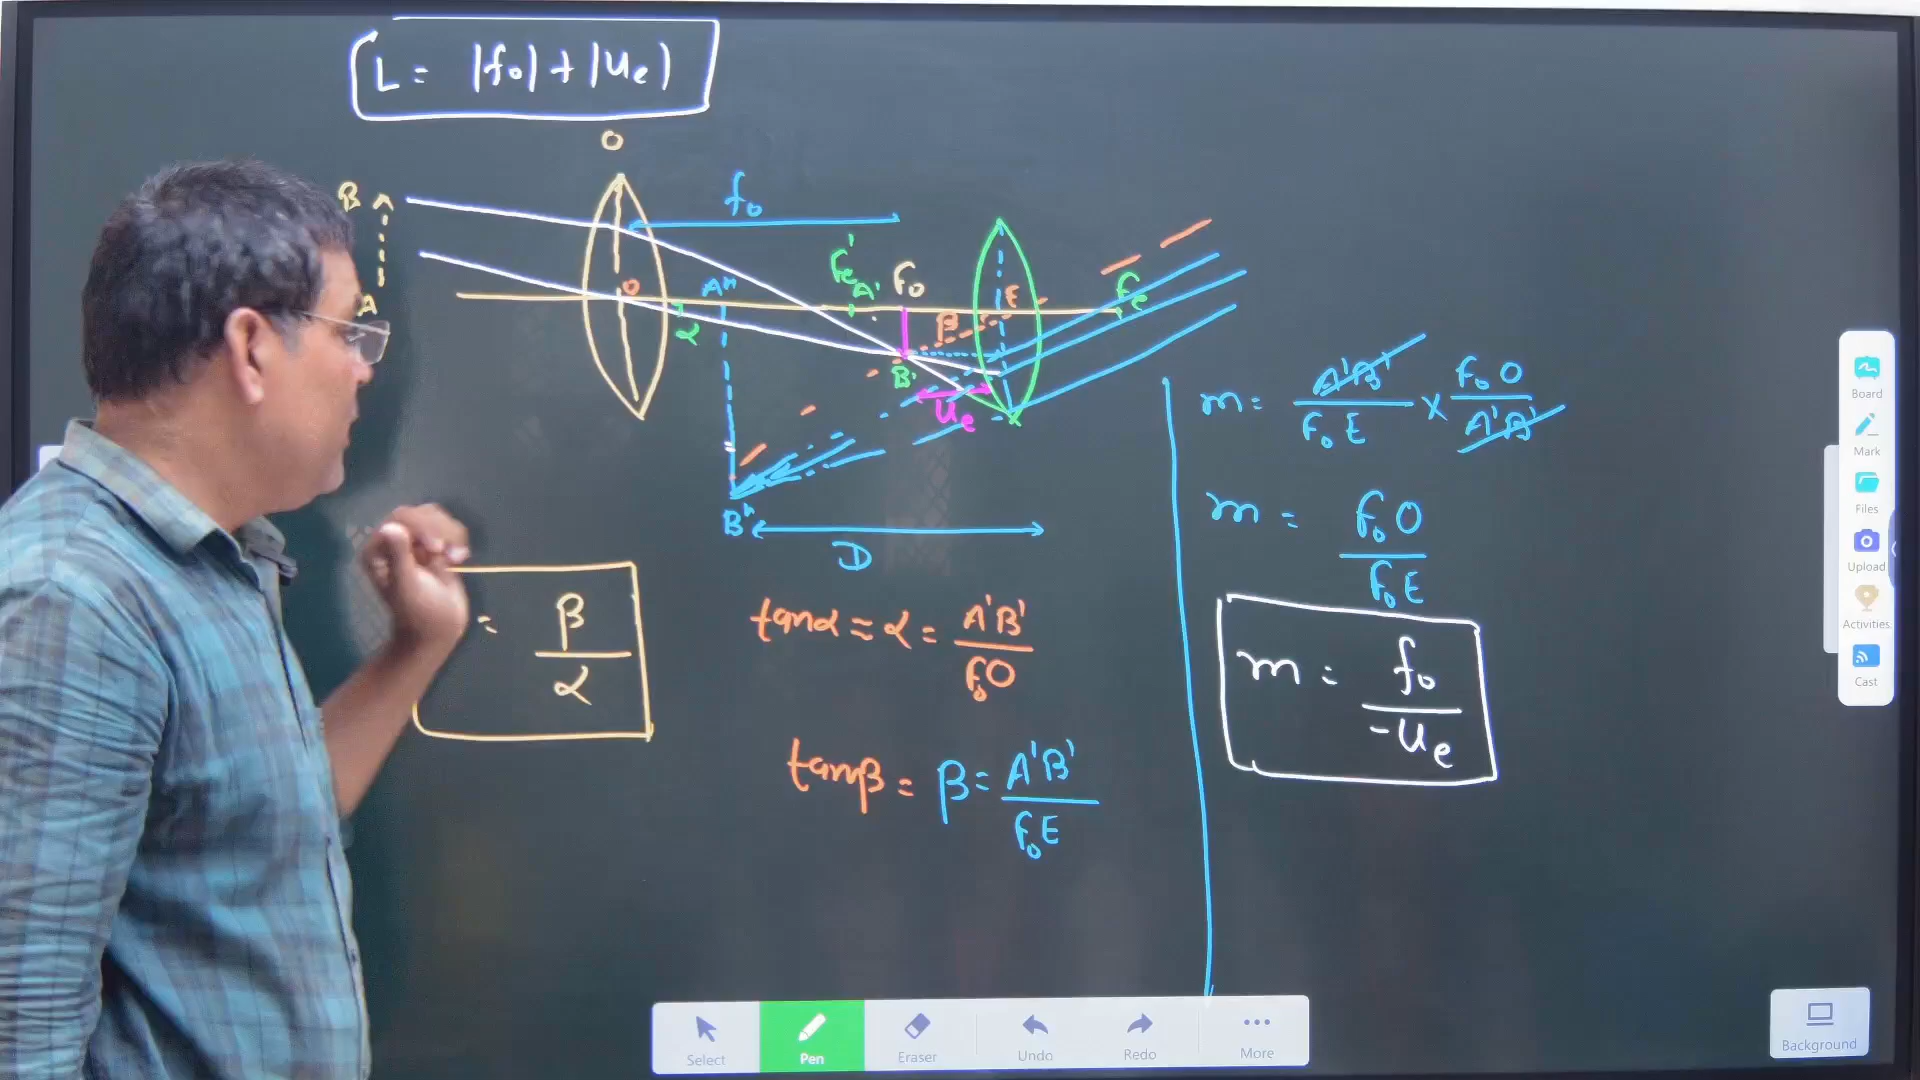 L = |fo| + |ue|
O
B
A
fo
O
α
A"
Fe'
A'
Fo
B'
β
E
Fe
ue
B"
D
= β/α
tanα ≈ α = A'B'/FoO
tanβ = β = A'B'/FoE
m = A'B'/FoE × FoO/A'B'
m = FoO/FoE
m = fo/-ue
Board
Mark
Files
Upload
Activities
Cast
Select
Pen
Eraser
Undo
Redo
More
Background